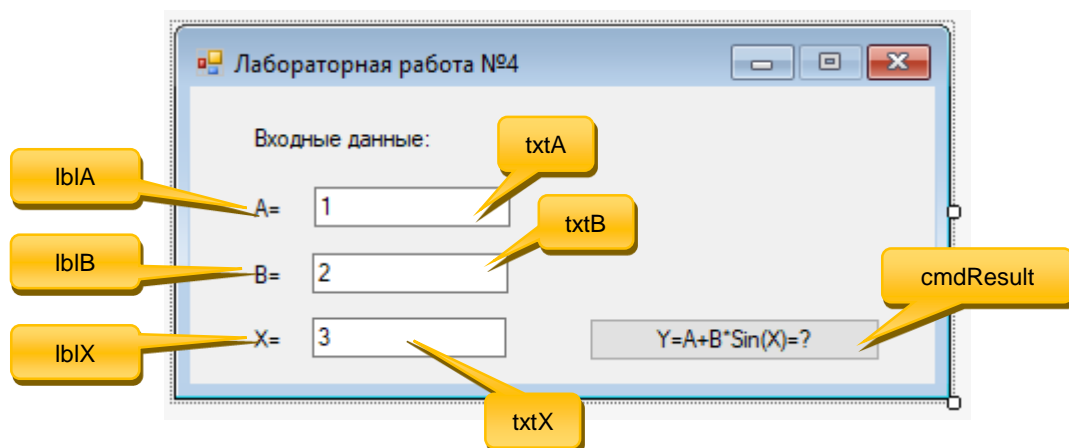 Лабораторная работа №4
Входные данные:
txtA
lblA
A=
1
txtB
lblB
B=
2
cmdResult
lblX
X=
3
Y=A+B*Sin(X)=?
txtX